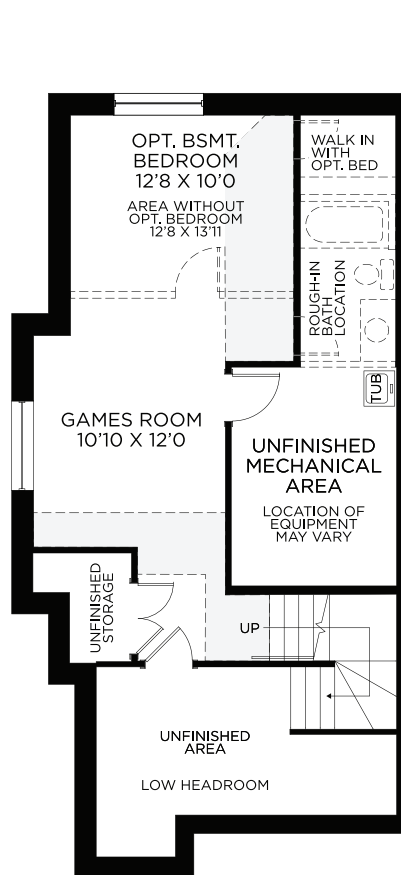 OPT. BSMT.
BEDROOM
12'8 X 10'0
AREA WITHOUT
OPT. BEDROOM
12'8 X 13'11
WALK IN
WITH
OPT. BED
ROUGH-IN
BATH
LOCATION
TUB
GAMES ROOM
10'10 X 12'0
UNFINISHED
MECHANICAL
AREA
LOCATION OF
EQUIPMENT
MAY VARY
UNFINISHED
STORAGE
UP
UNFINISHED
AREA
LOW HEADROOM